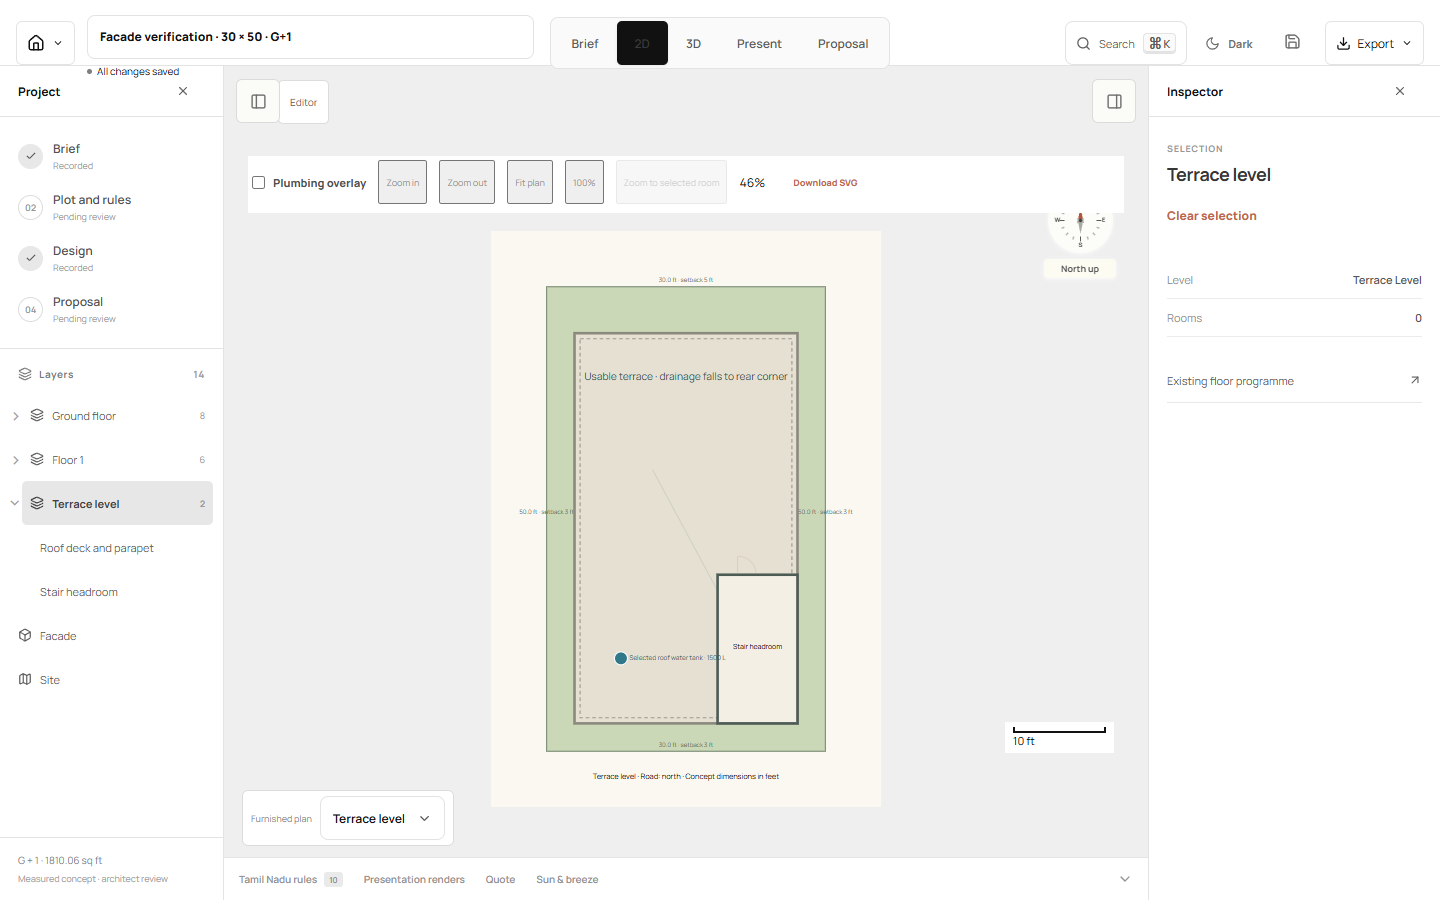 Facade verification · 30 × 50 · G+1
All changes saved
Brief
2D
3D
Present
Proposal
Search
⌘K
Dark
Export
Project
Brief
Recorded
02
Plot and rules
Pending review
Design
Recorded
04
Proposal
Pending review
Layers
14
Ground floor
8
Floor 1
6
Terrace level
2
Roof deck and parapet
Stair headroom
Facade
Site
G + 1 · 1810.06 sq ft
Measured concept · architect review
Editor
Plumbing overlay
Zoom in
Zoom out
Fit plan
100%
Zoom to selected room
46%
Download SVG
W
E
S
North up
30.0 ft · setback 5 ft
Usable terrace · drainage falls to rear corner
50.0 ft · setback 3 ft
50.0 ft · setback 3 ft
Stair headroom
Selected roof water tank · 1500 L
30.0 ft · setback 3 ft
Terrace level · Road: north · Concept dimensions in feet
10 ft
Furnished plan
Terrace level
Tamil Nadu rules
10
Presentation renders
Quote
Sun & breeze
Inspector
SELECTION
Terrace level
Clear selection
Level
Terrace Level
Rooms
0
Existing floor programme